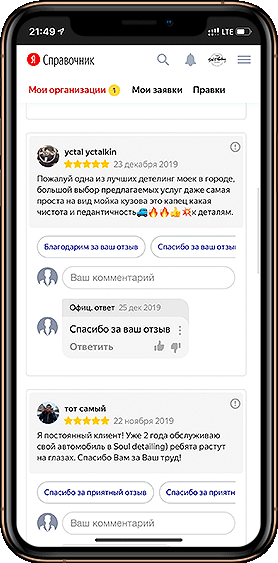 21:49
LTE
Я Справочник
Мои организации 1 Мои заявки Правки
yctal yctalkin
23 декабря 2019
Пожалуй одна из лучших детелинг моек в городе,
большой выбор предлагаемых услуг даже самая
проста на вид мойка кузова это капец какая
чистота и педантичность🚙🔥🔥👍💥к деталям.
Благодарим за ваш отзыв Спасибо за ваш отзыв
Ваш комментарий
Офиц. ответ 25 дек 2019
Спасибо за ваш отзыв
Ответить
тот самый
22 ноября 2019
Я постоянный клиент! Уже 2 года обслуживаю
свой автомобиль в Soul detailing) ребята растут
на глазах. Спасибо Вам за Ваш труд!
Спасибо за приятный отзыв Спасибо за приятн
Ваш комментарий